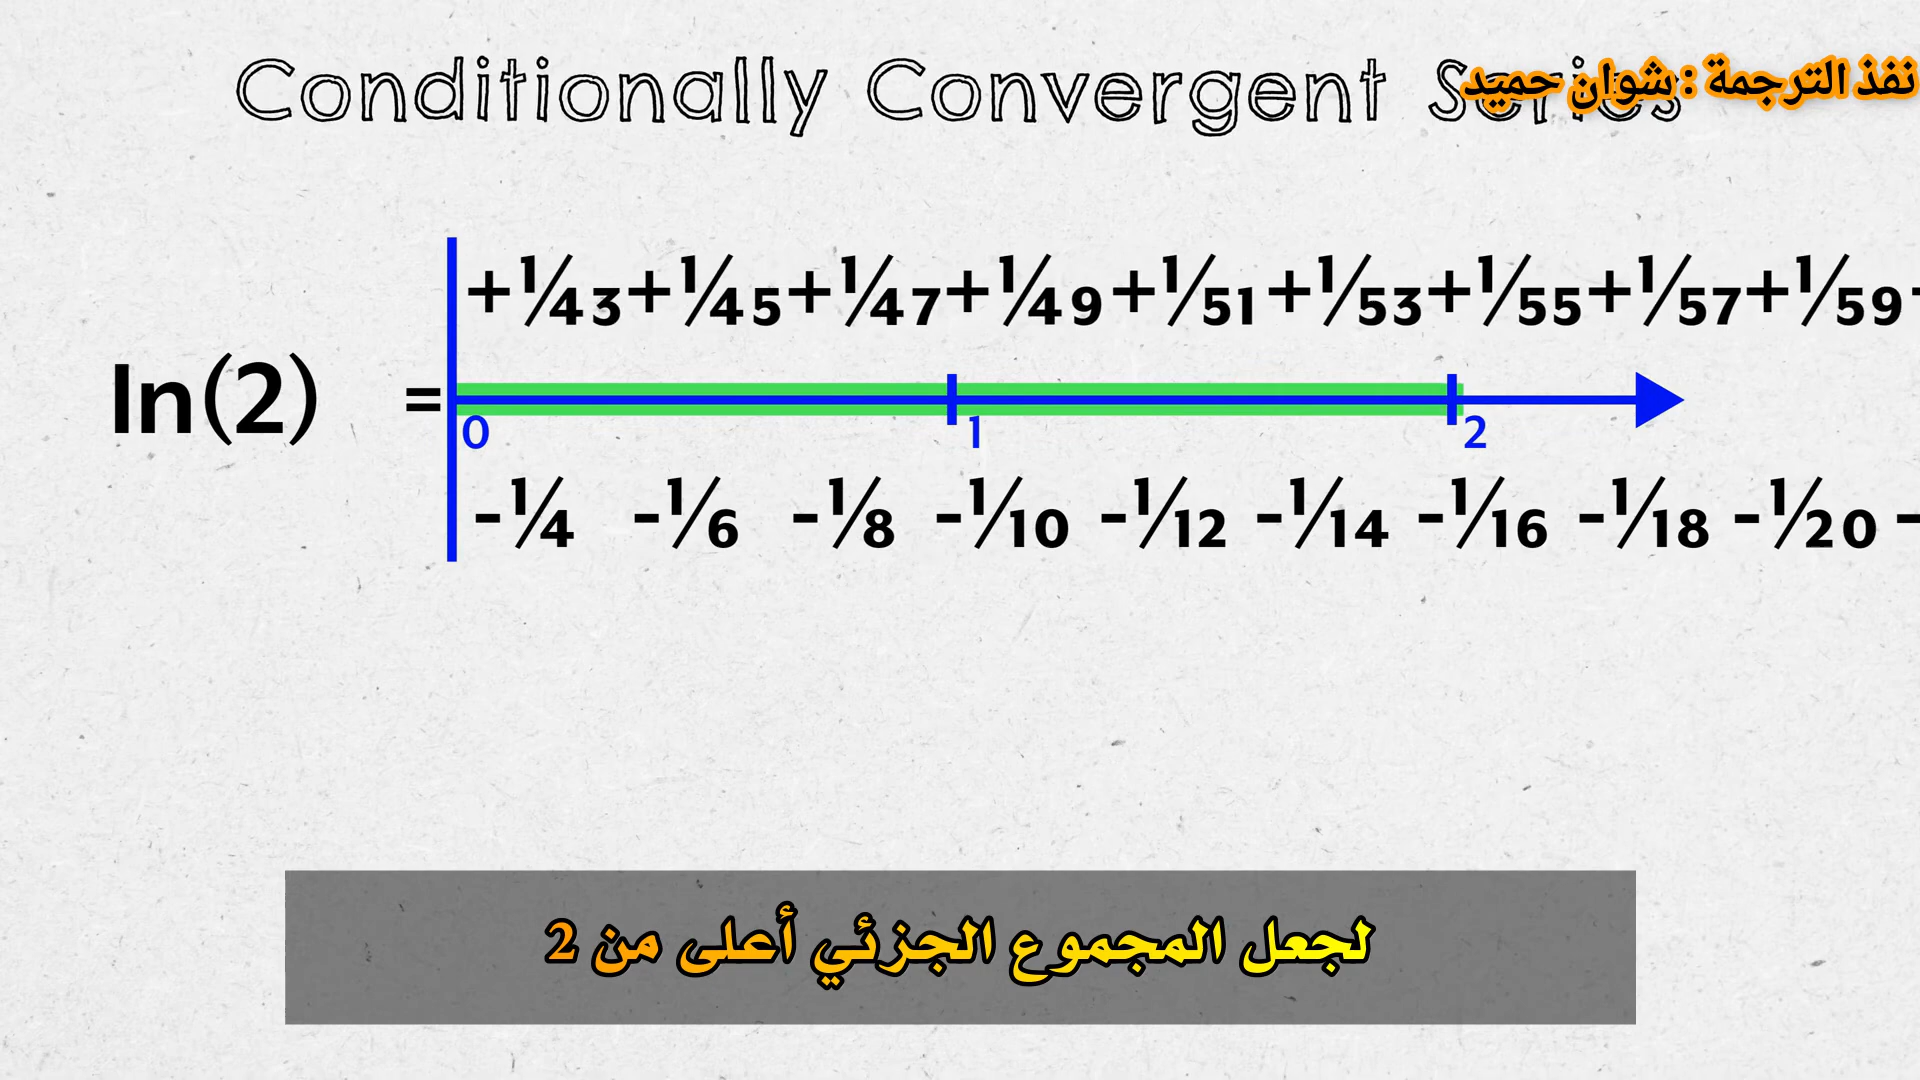 Conditionally Convergent Series
نفذ الترجمة : شوان حميد
+1⁄43+1⁄45+1⁄47+1⁄49+1⁄51+1⁄53+1⁄55+1⁄57+1⁄59
ln(2) =
0 1 2
-1⁄4 -1⁄6 -1⁄8 -1⁄10 -1⁄12 -1⁄14 -1⁄16 -1⁄18 -1⁄20 -
لجعل المجموع الجزئي أعلى من 2